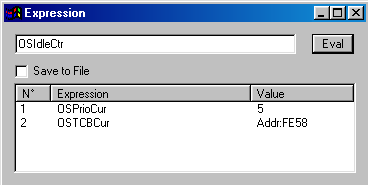 Expression
OSIdleCtr
Eval
Save to File
N° Expression Value
1 OSPrioCur 5
2 OSTCBCur Addr:FE58